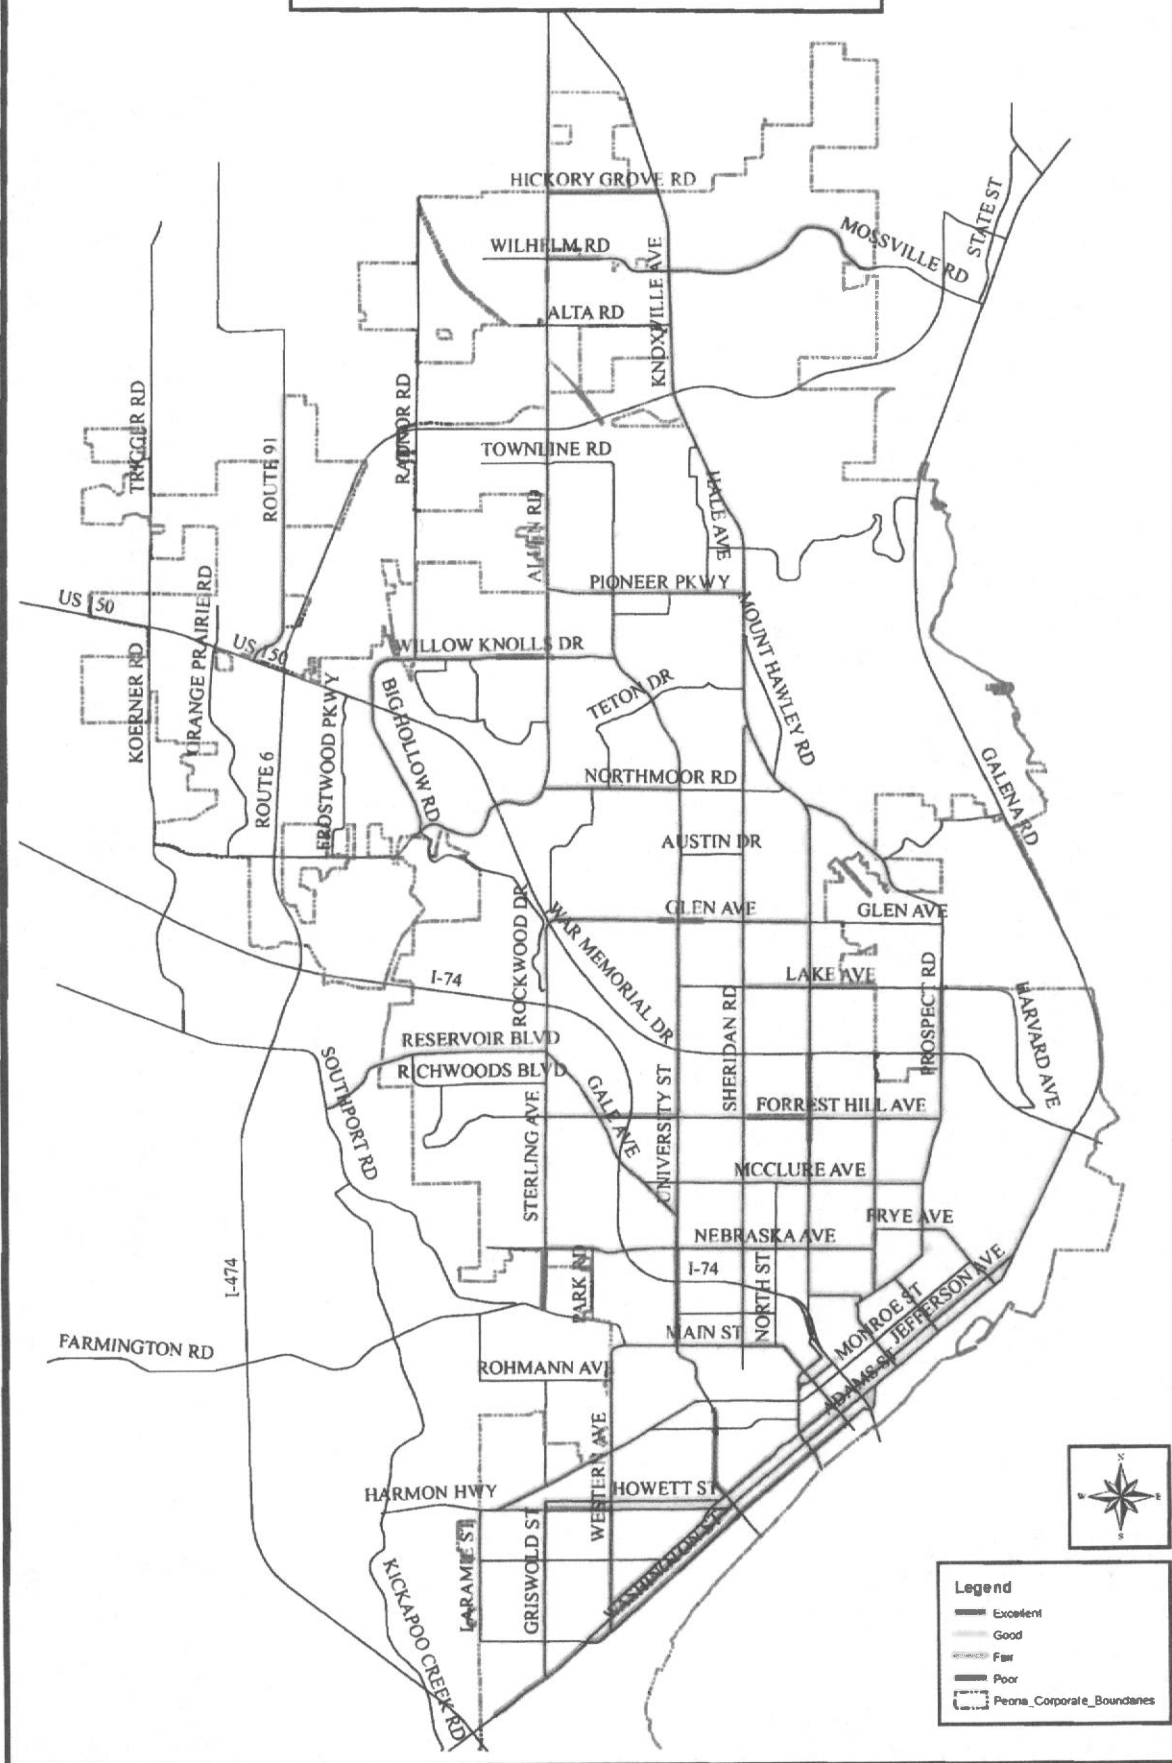 HICKORY GROVE RD
STATE ST
MOSSVILLE RD
WILHELM RD
KNOXVILLE AVE
ALTA RD
TRIGGER RD
RADNOR RD
ROUTE 91
TOWNLINE RD
HALE AVE
ALLEN RD
PIONEER PKWY
US 150
ORANGE PRAIRIE RD
US 150
WILLOW KNOLLS DR
MOUNT HAWLEY RD
KOERNER RD
TETON DR
BIG HOLLOW RD
FROSTWOOD PKWY
ROUTE 6
NORTHMOOR RD
GALENA RD
AUSTIN DR
GLEN AVE
GLEN AVE
ROCKWOOD DR
WAR MEMORIAL DR
I-74
LAKE AVE
PROSPECT RD
HARVARD AVE
SHERIDAN RD
RESERVOIR BLVD
RICHWOODS BLVD
SOUTHPORT RD
GALE AVE
UNIVERSITY ST
FORREST HILL AVE
STERLING AVE
MCCLURE AVE
FRYE AVE
NEBRASKA AVE
I-74
I-474
PARK RD
NORTH ST
MONROE ST
JEFFERSON AVE
MAIN ST
FARMINGTON RD
ROHMANN AVE
ADAMS ST
WESTERN AVE
HARMON HWY
HOWETT ST
LARAMIE ST
GRISWOLD ST
WASHINGTON ST
KICKAPOO CREEK RD
N
W E
S
Legend
Excellent
Good
Fair
Poor
Peoria_Corporate_Boundaries